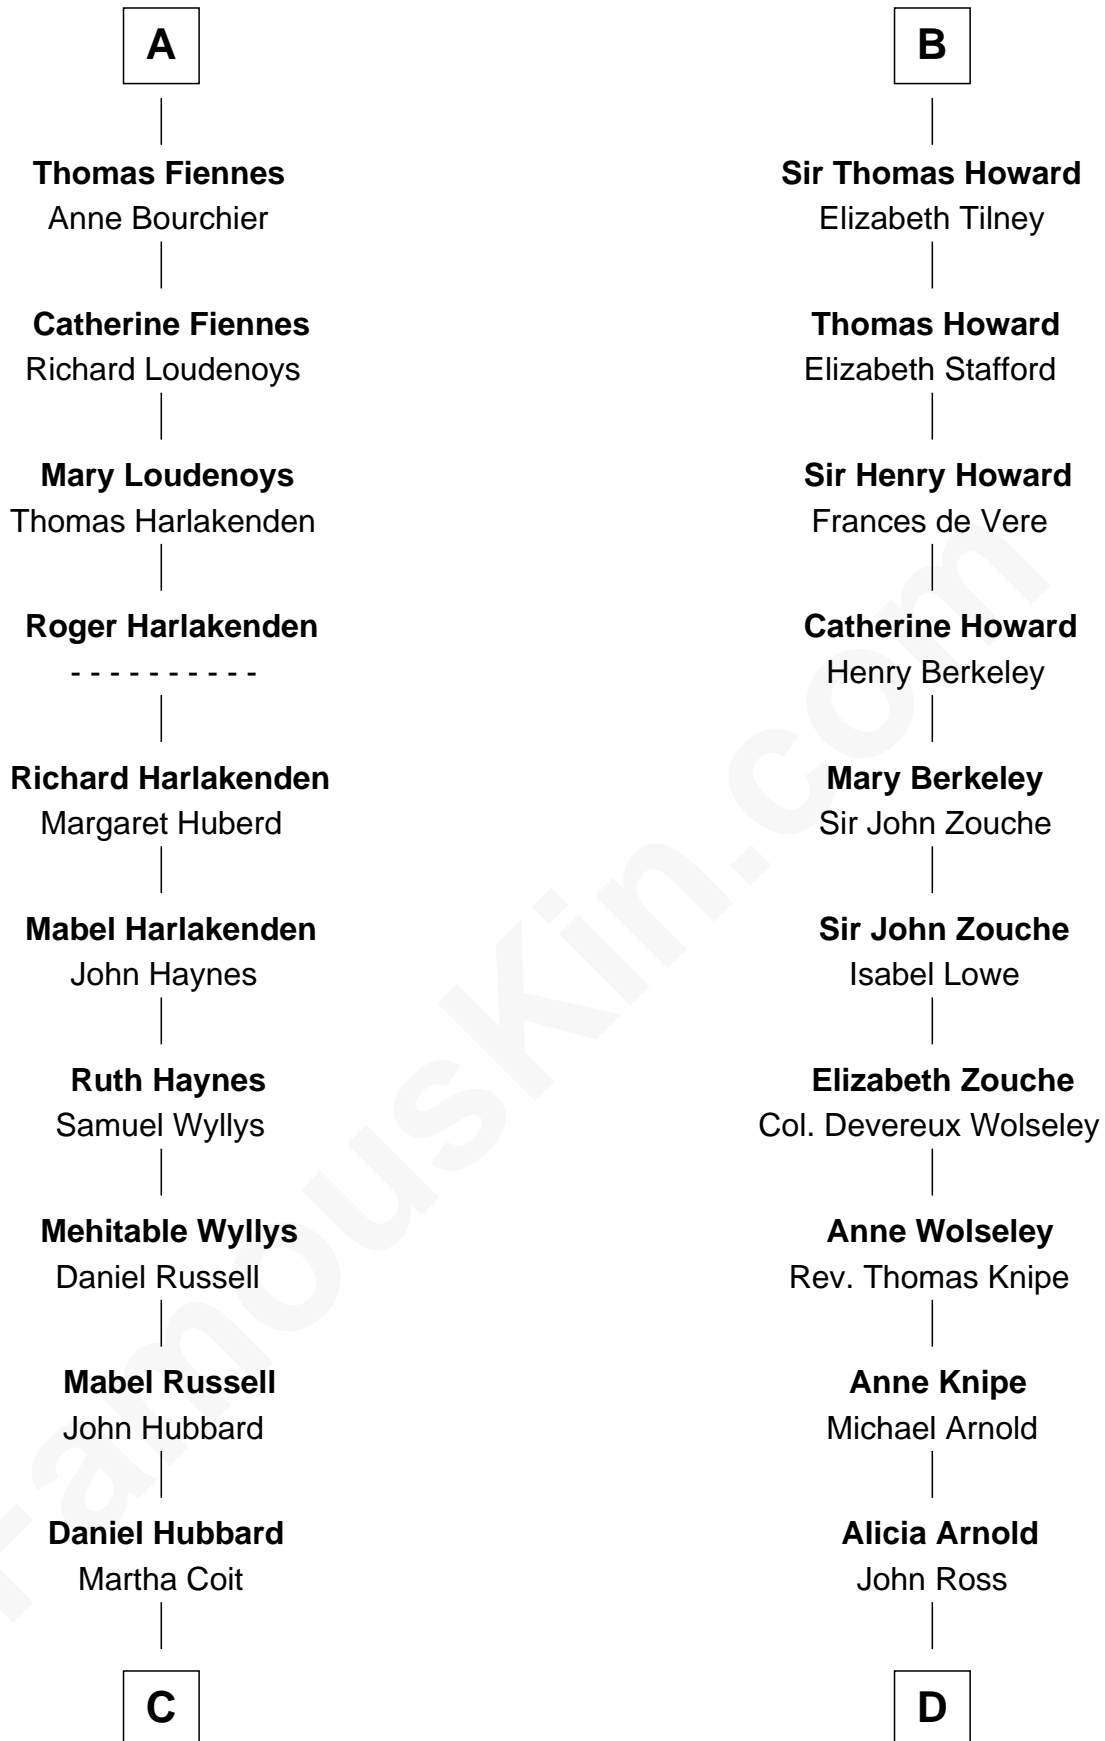 A
Thomas Fiennes
Anne Bourchier
Catherine Fiennes
Richard Loudenoys
Mary Loudenoys
Thomas Harlakenden
Roger Harlakenden
- - - - - - - - - -
Richard Harlakenden
Margaret Huberd
Mabel Harlakenden
John Haynes
Ruth Haynes
Samuel Wyllys
Mehitable Wyllys
Daniel Russell
Mabel Russell
John Hubbard
Daniel Hubbard
Martha Coit
C
B
Sir Thomas Howard
Elizabeth Tilney
Thomas Howard
Elizabeth Stafford
Sir Henry Howard
Frances de Vere
Catherine Howard
Henry Berkeley
Mary Berkeley
Sir John Zouche
Sir John Zouche
Isabel Lowe
Elizabeth Zouche
Col. Devereux Wolseley
Anne Wolseley
Rev. Thomas Knipe
Anne Knipe
Michael Arnold
Alicia Arnold
John Ross
D
FamousKin.com